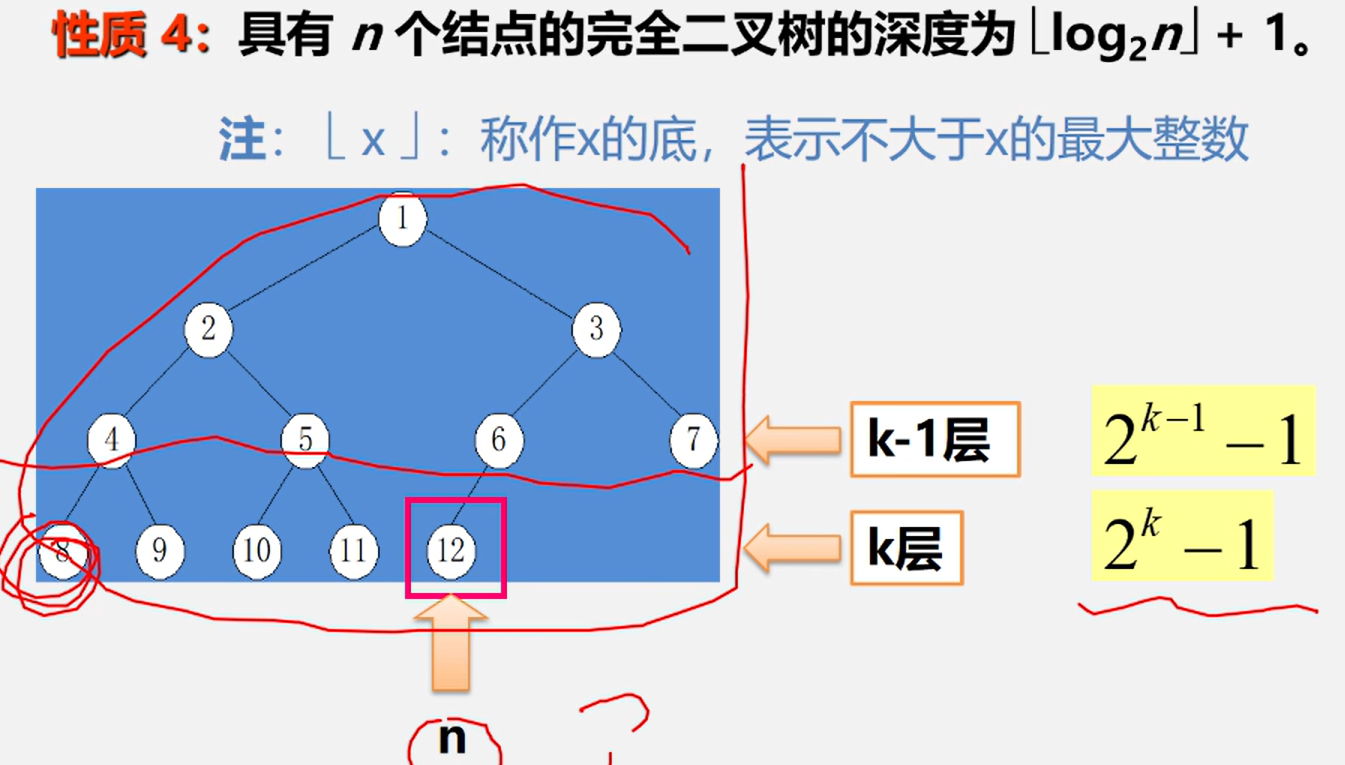 性质 4：具有 n 个结点的完全二叉树的深度为⌊log₂n⌋ + 1。
注：⌊ x ⌋：称作x的底，表示不大于x的最大整数
1
2 3
4 5 6 7
k-1层 2^{k-1} − 1
8 9 10 11 12
k层 2^k − 1
n
?